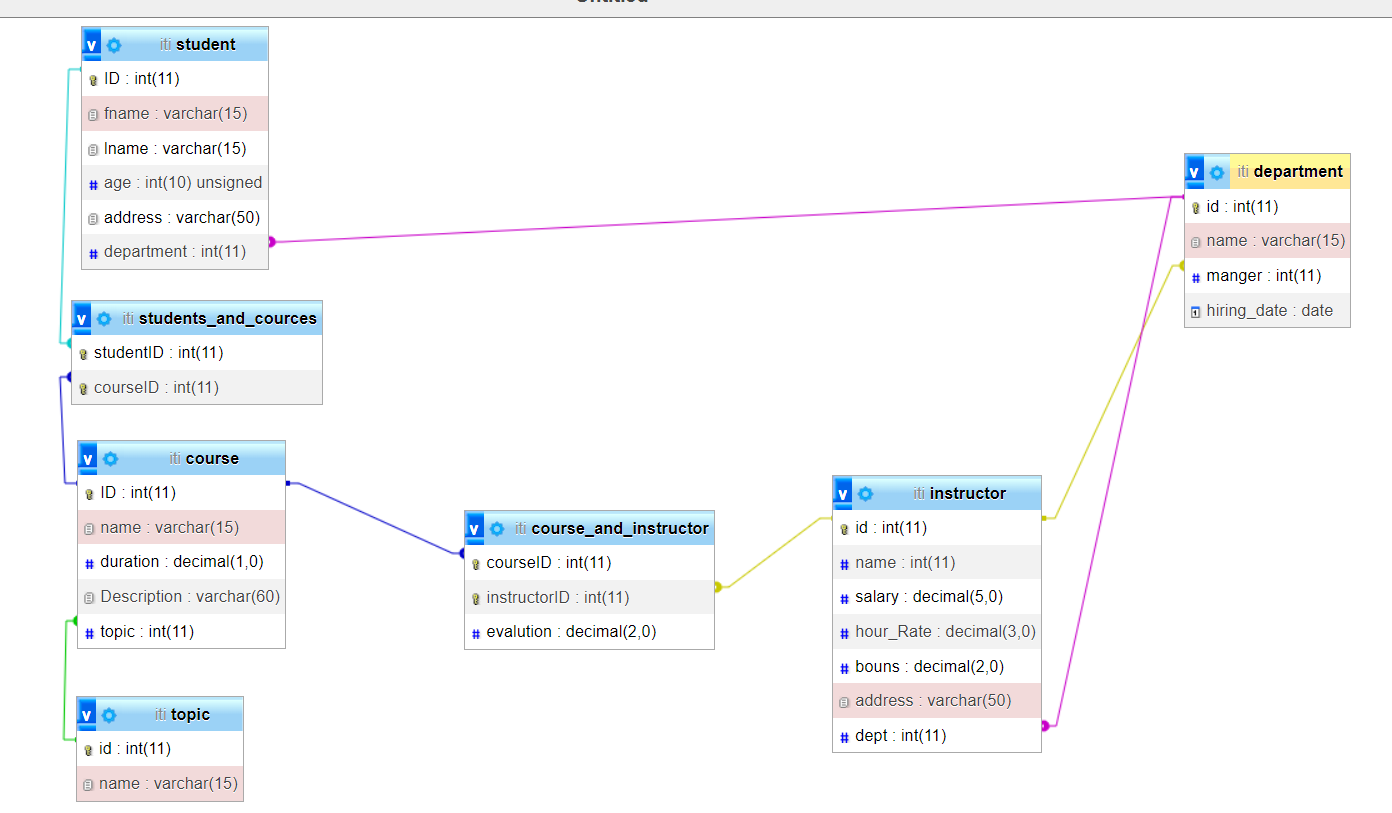 iti student
ID : int(11)
fname : varchar(15)
lname : varchar(15)
age : int(10) unsigned
address : varchar(50)
department : int(11)
iti students_and_cources
studentID : int(11)
courseID : int(11)
iti course
ID : int(11)
name : varchar(15)
duration : decimal(1,0)
Description : varchar(60)
topic : int(11)
iti topic
id : int(11)
name : varchar(15)
iti course_and_instructor
courseID : int(11)
instructorID : int(11)
evalution : decimal(2,0)
iti instructor
id : int(11)
name : int(11)
salary : decimal(5,0)
hour_Rate : decimal(3,0)
bouns : decimal(2,0)
address : varchar(50)
dept : int(11)
iti department
id : int(11)
name : varchar(15)
manger : int(11)
hiring_date : date